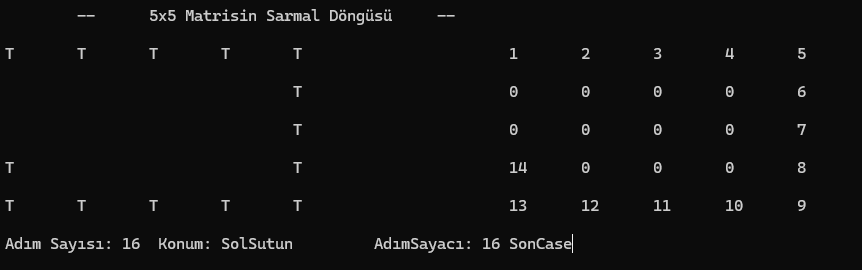 --      5x5 Matrisin Sarmal Döngüsü     --
T T T T T 1 2 3 4 5
T 0 0 0 0 6
T 0 0 0 0 7
T T 14 0 0 0 8
T T T T T 13 12 11 10 9
Adım Sayısı: 16  Konum: SolSutun         AdımSayacı: 16 SonCase